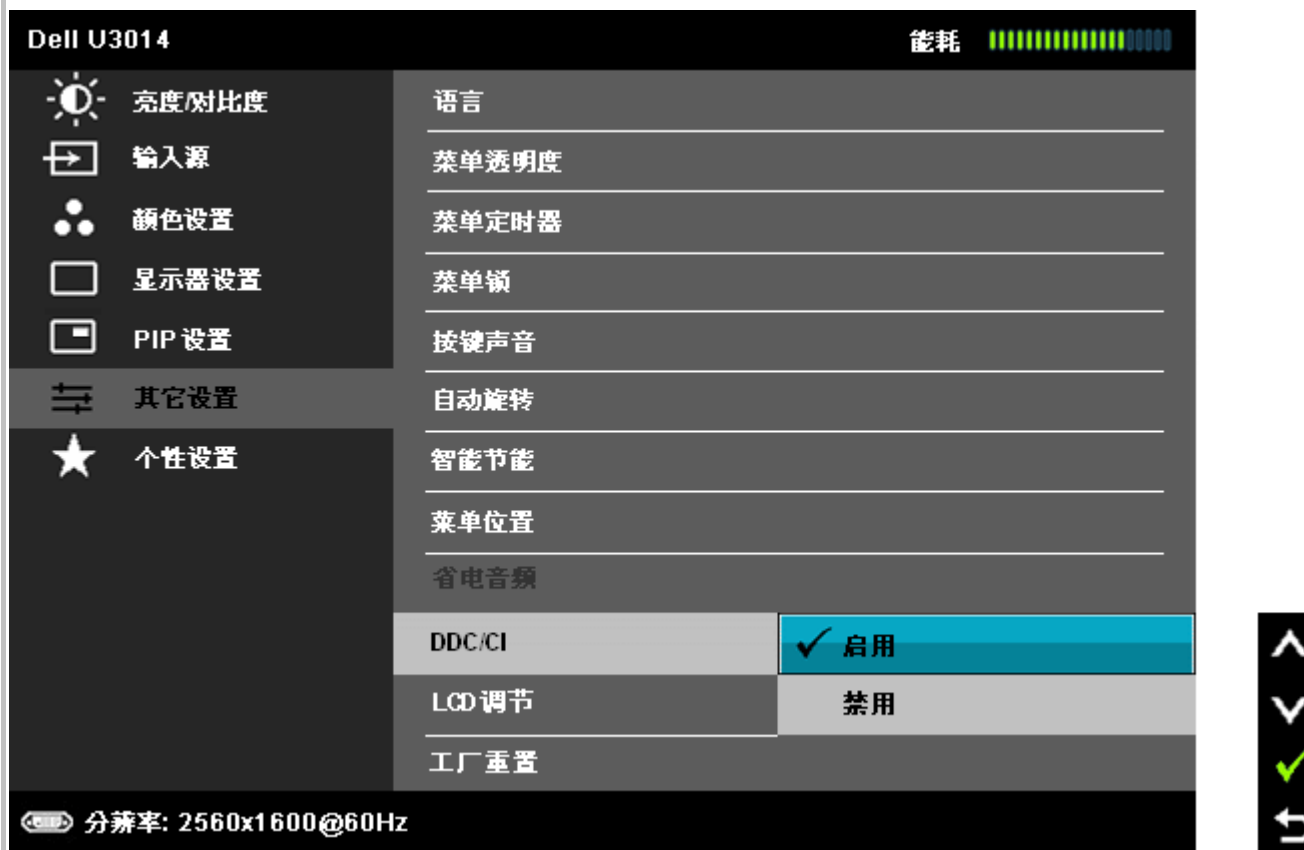 Dell U3014 能耗
亮度/对比度
输入源
颜色设置
显示器设置
PIP 设置
其它设置
个性设置
语言
菜单透明度
菜单定时器
菜单锁
按键声音
自动旋转
智能节能
菜单位置
省电音频
DDC/CI
启用
禁用
LCD 调节
工厂重置
分辨率: 2560x1600@60Hz